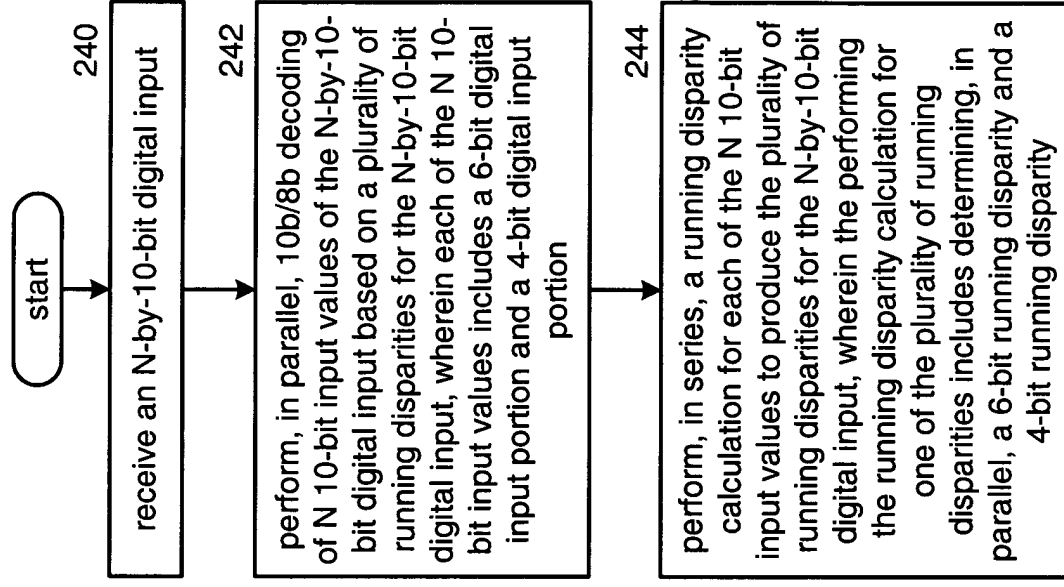 start
240
receive an N-by-10-bit digital input
242
perform, in parallel, 10b/8b decoding
of N 10-bit input values of the N-by-10-
bit digital input based on a plurality of
running disparities for the N-by-10-bit
digital input, wherein each of the N 10-
bit input values includes a 6-bit digital
input portion and a 4-bit digital input
portion
244
perform, in series, a running disparity
calculation for each of the N 10-bit
input values to produce the plurality of
running disparities for the N-by-10-bit
digital input, wherein the performing
the running disparity calculation for
one of the plurality of running
disparities includes determining, in
parallel, a 6-bit running disparity and a
4-bit running disparity